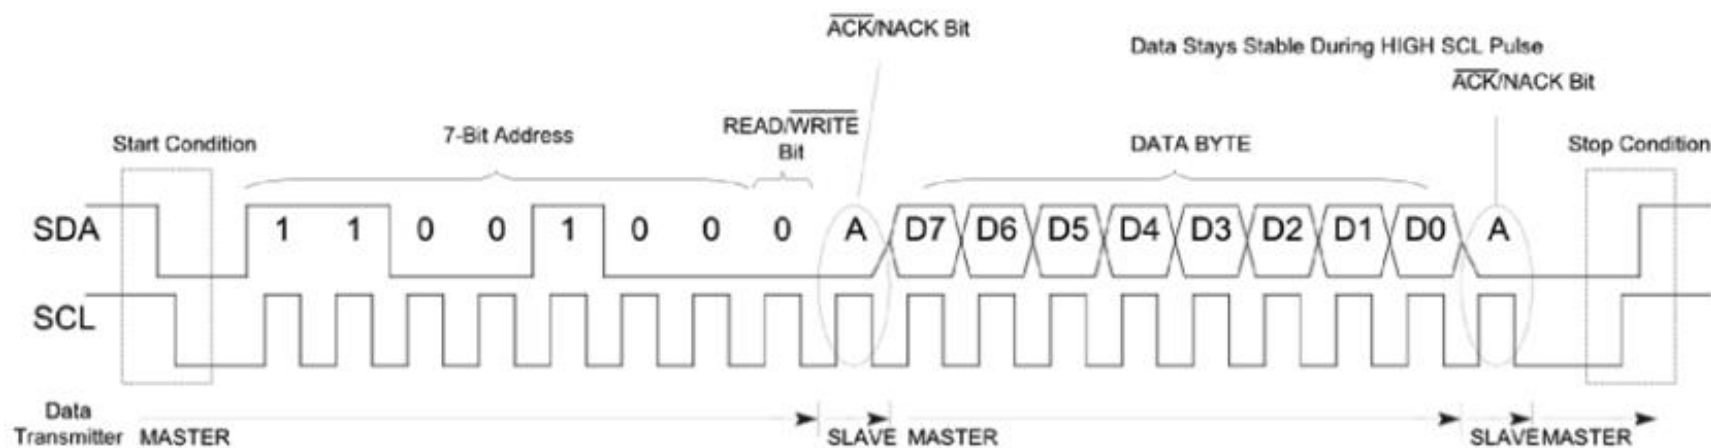 ACK/NACK Bit
Data Stays Stable During HIGH SCL Pulse
ACK/NACK Bit
Start Condition
7-Bit Address
READ/WRITE
Bit
DATA BYTE
Stop Condition
SDA 1 1 0 0 1 0 0 0 A D7 D6 D5 D4 D3 D2 D1 D0 A
SCL
Data
Transmitter MASTER SLAVE MASTER SLAVE MASTER